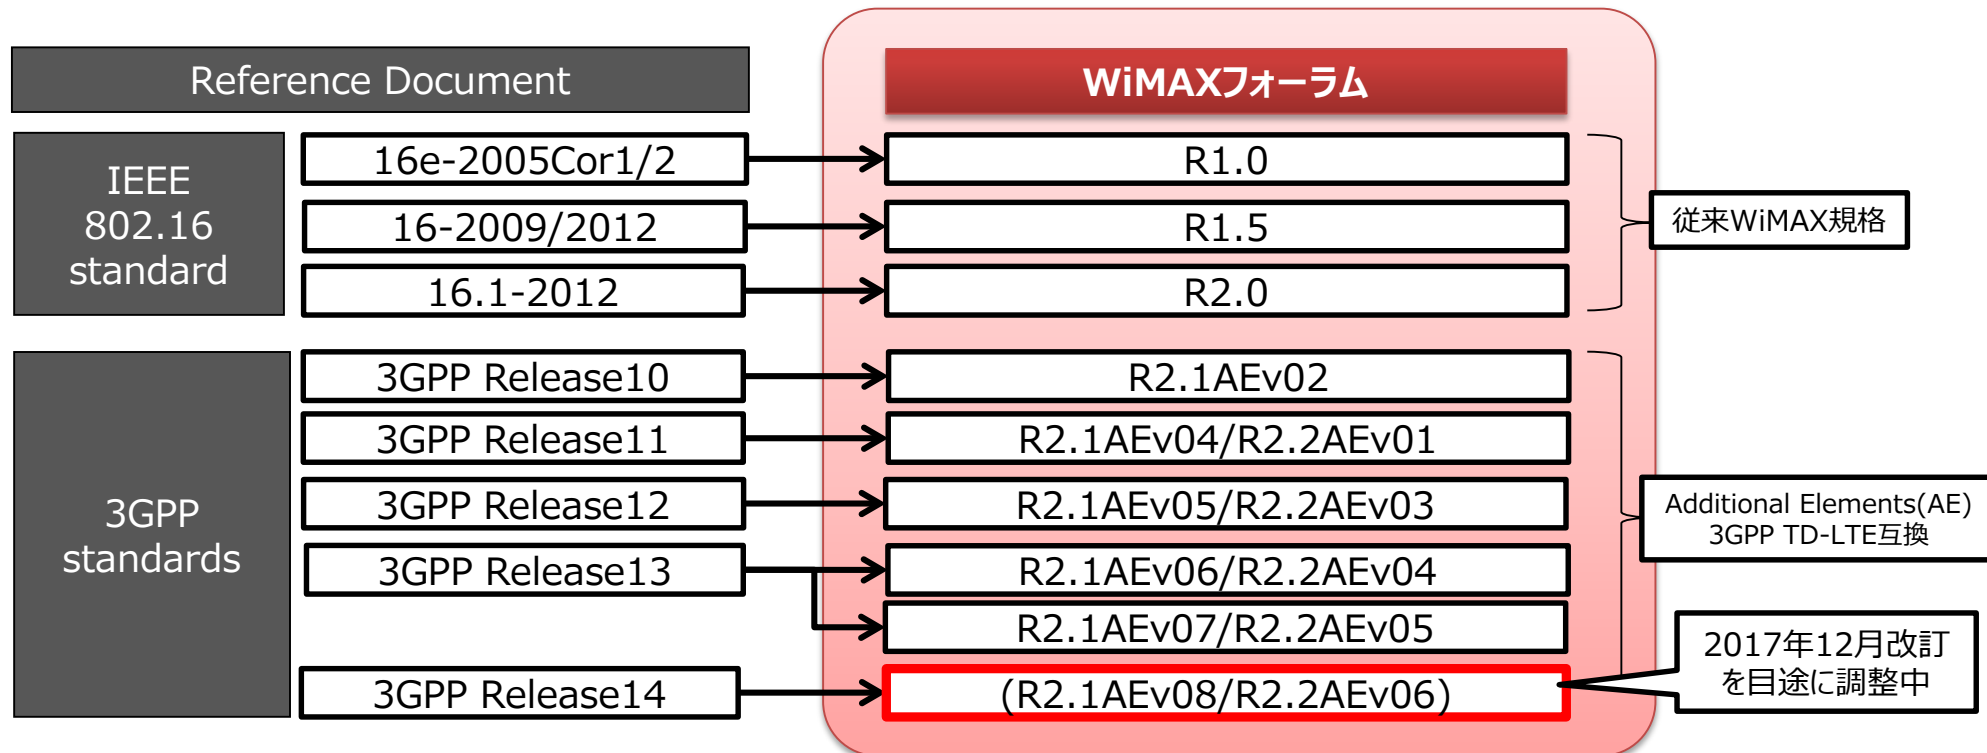 Reference Document
WiMAXフォーラム
IEEE
802.16
standard
16e-2005Cor1/2
R1.0
16-2009/2012
R1.5
16.1-2012
R2.0
従来WiMAX規格
3GPP
standards
3GPP Release10
R2.1AEv02
3GPP Release11
R2.1AEv04/R2.2AEv01
3GPP Release12
R2.1AEv05/R2.2AEv03
3GPP Release13
R2.1AEv06/R2.2AEv04
R2.1AEv07/R2.2AEv05
3GPP Release14
(R2.1AEv08/R2.2AEv06)
Additional Elements(AE)
3GPP TD-LTE互換
2017年12月改訂
を目途に調整中